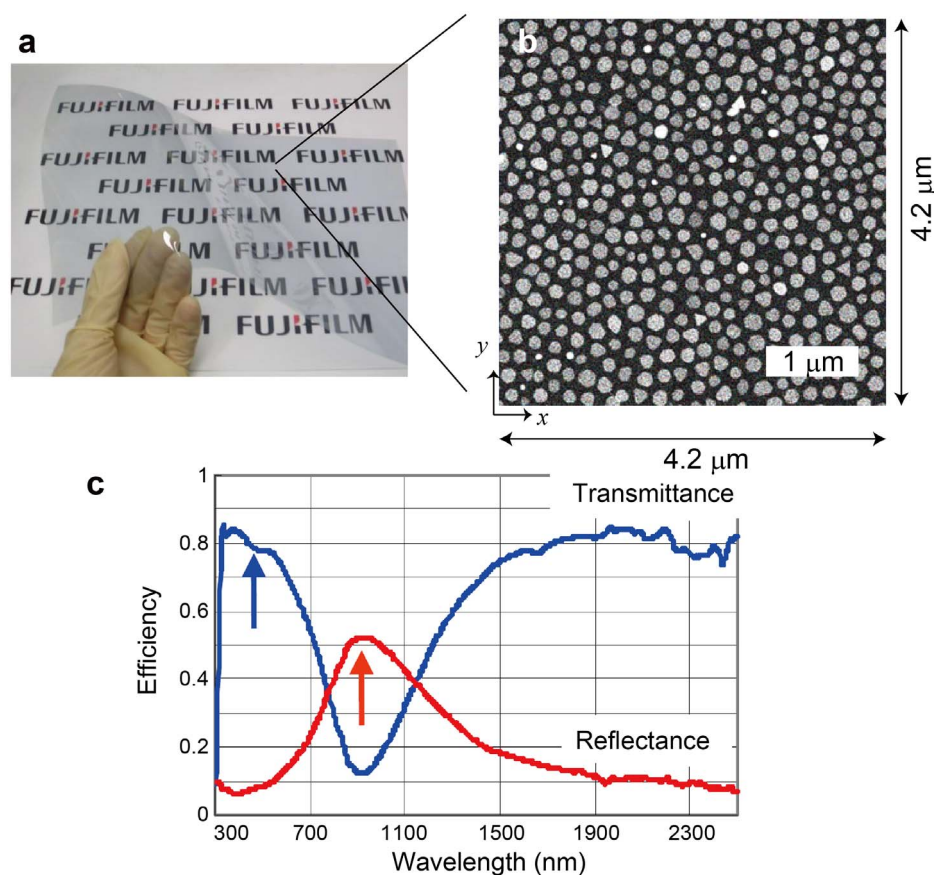 a
FUJIFILM FUJIFILM FUJIFILM
FUJIFILM FUJIFILM
FUJIFILM FUJIFILM FUJIFILM
FUJIFILM FUJIFILM
FUJIFILM FUJIFILM FUJIFILM
FUJIFILM
FUJIFILM FUJIFILM
FUJIFILM
b
4.2 µm
1 µm
y
x
4.2 µm
c
Transmittance
Reflectance
Efficiency
1
0.8
0.6
0.4
0.2
0
300 700 1100 1500 1900 2300
Wavelength (nm)